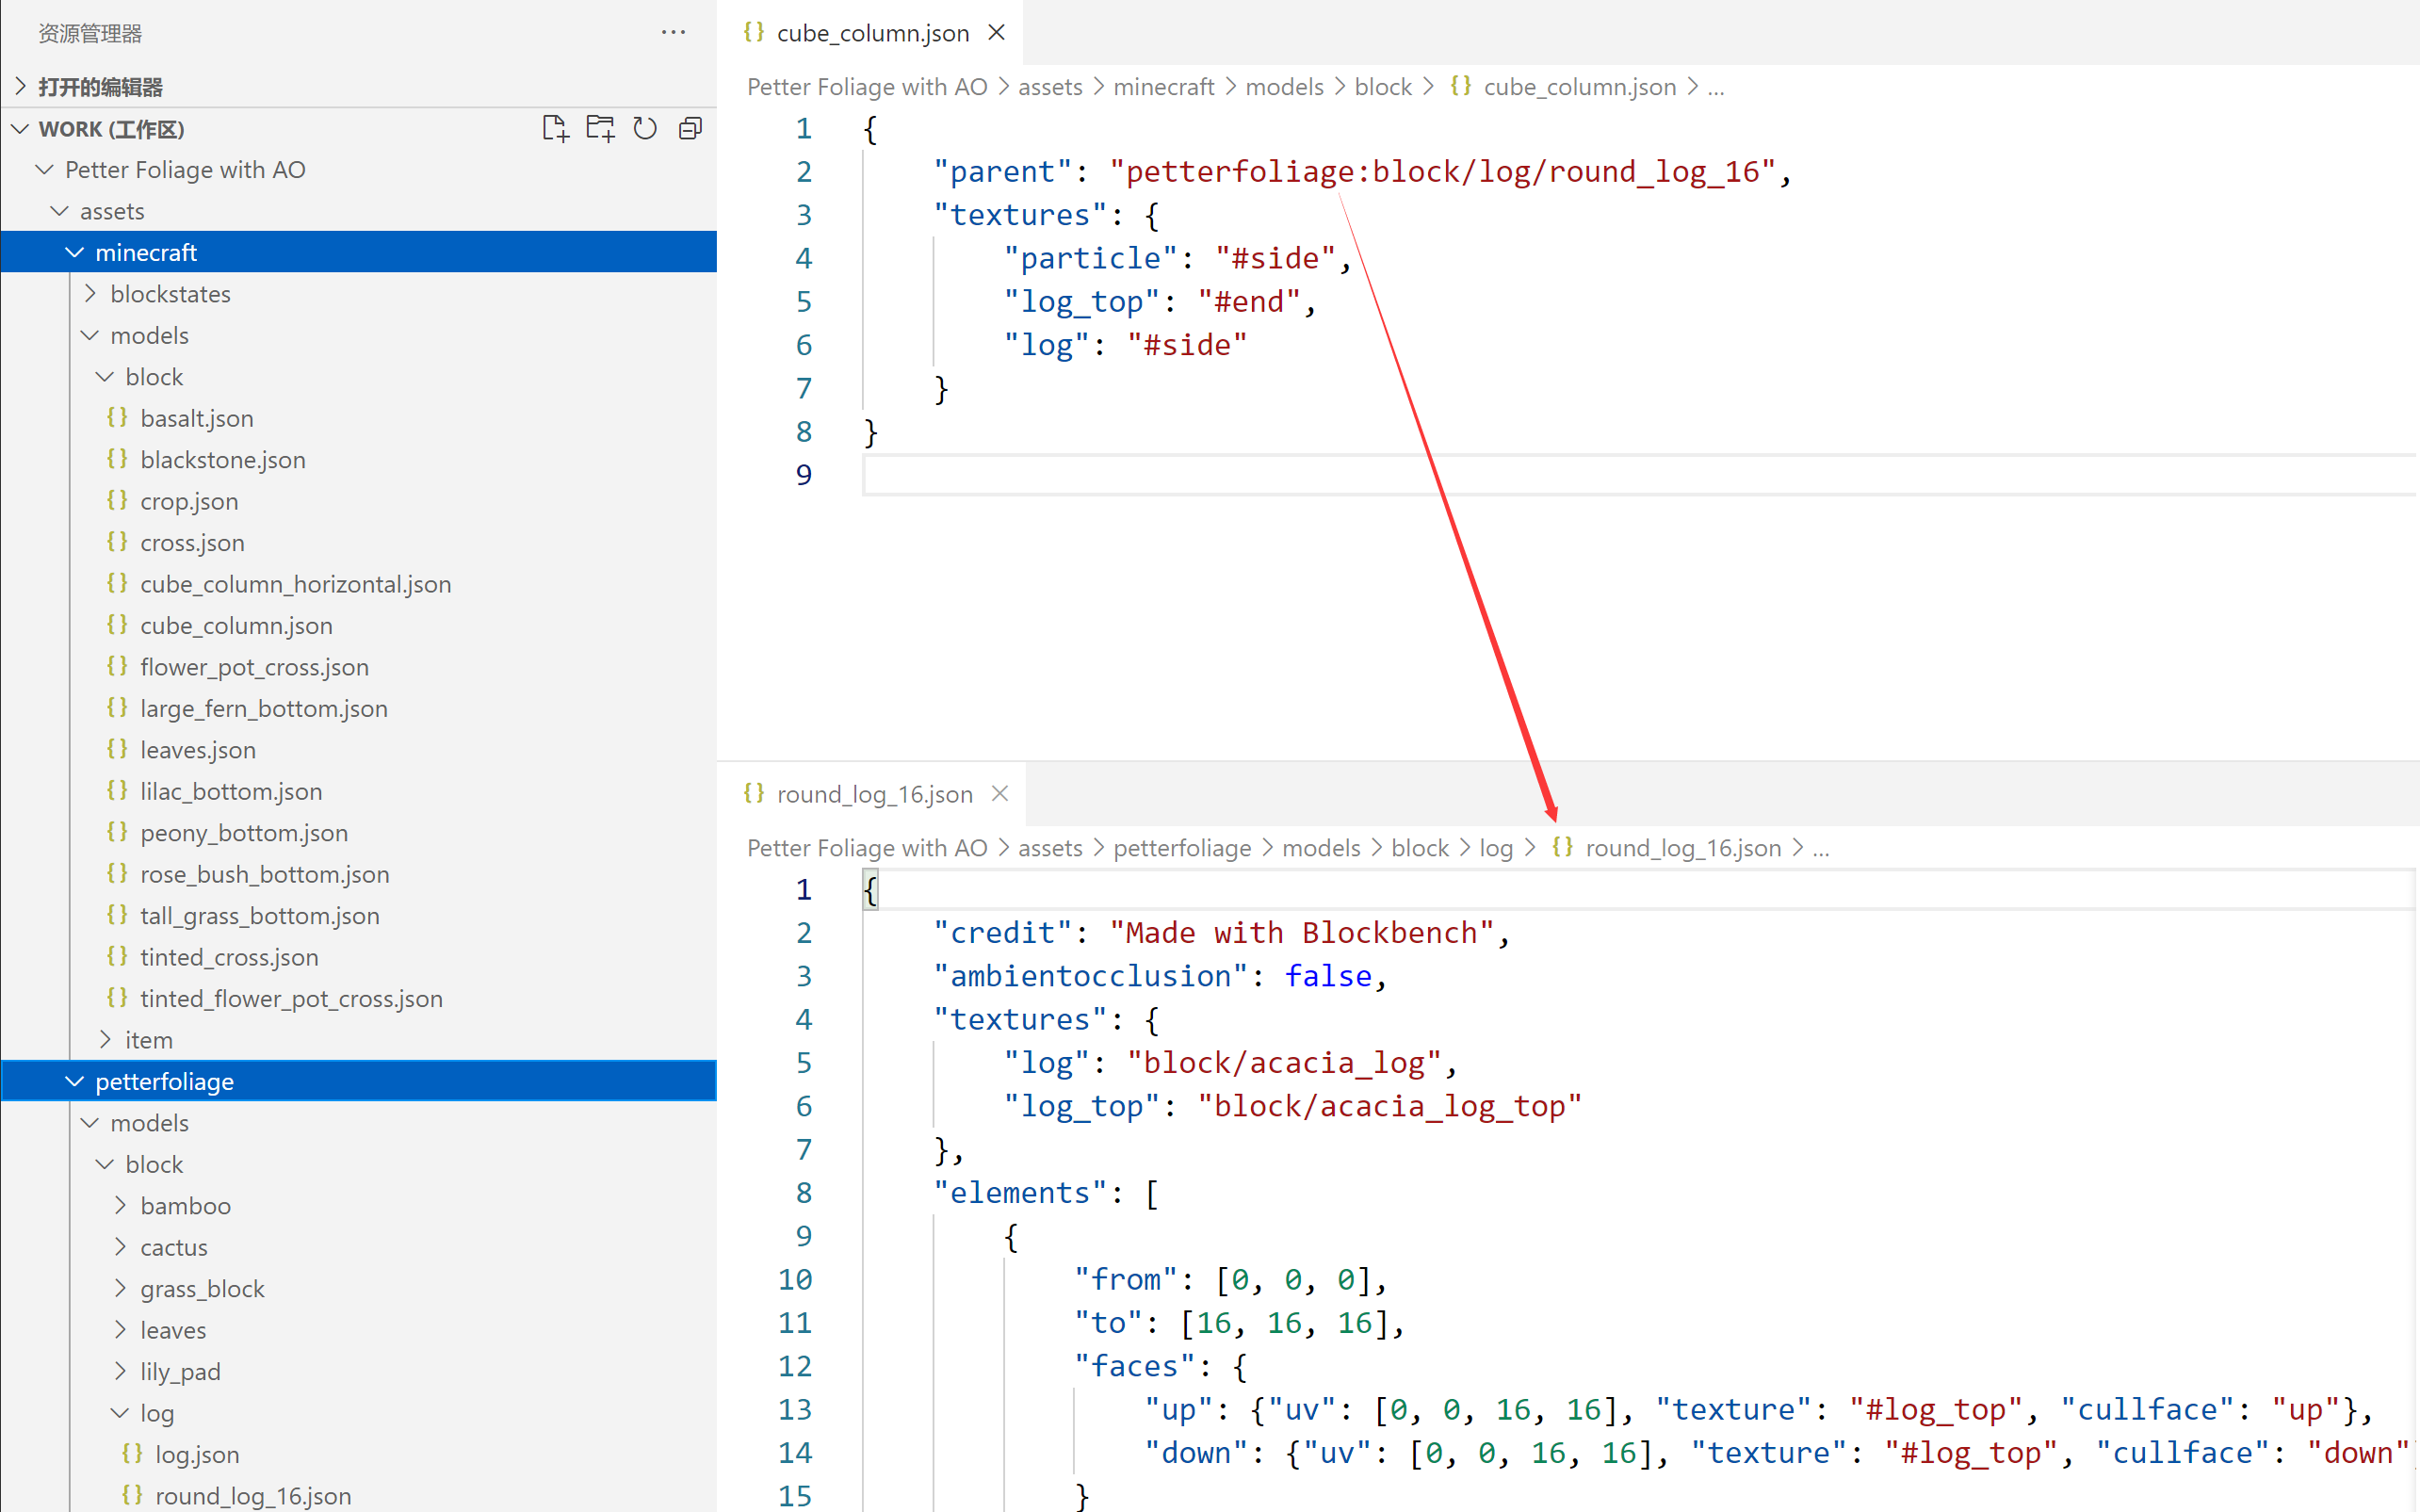 资源管理器
打开的编辑器
WORK (工作区)
Petter Foliage with AO
assets
minecraft
blockstates
models
block
basalt.json
blackstone.json
crop.json
cross.json
cube_column_horizontal.json
cube_column.json
flower_pot_cross.json
large_fern_bottom.json
leaves.json
lilac_bottom.json
peony_bottom.json
rose_bush_bottom.json
tall_grass_bottom.json
tinted_cross.json
tinted_flower_pot_cross.json
item
petterfoliage
models
block
bamboo
cactus
grass_block
leaves
lily_pad
log
log.json
round_log_16.json
cube_column.json
Petter Foliage with AO > assets > minecraft > models > block > {} cube_column.json > ...
1 {
2 "parent": "petterfoliage:block/log/round_log_16",
3 "textures": {
4 "particle": "#side",
5 "log_top": "#end",
6 "log": "#side"
7 }
8 }
9
round_log_16.json
Petter Foliage with AO > assets > petterfoliage > models > block > log > {} round_log_16.json > ...
1 {
2 "credit": "Made with Blockbench",
3 "ambientocclusion": false,
4 "textures": {
5 "log": "block/acacia_log",
6 "log_top": "block/acacia_log_top"
7 },
8 "elements": [
9 {
10 "from": [0, 0, 0],
11 "to": [16, 16, 16],
12 "faces": {
13 "up": {"uv": [0, 0, 16, 16], "texture": "#log_top", "cullface": "up"},
14 "down": {"uv": [0, 0, 16, 16], "texture": "#log_top", "cullface": "down"
15 }